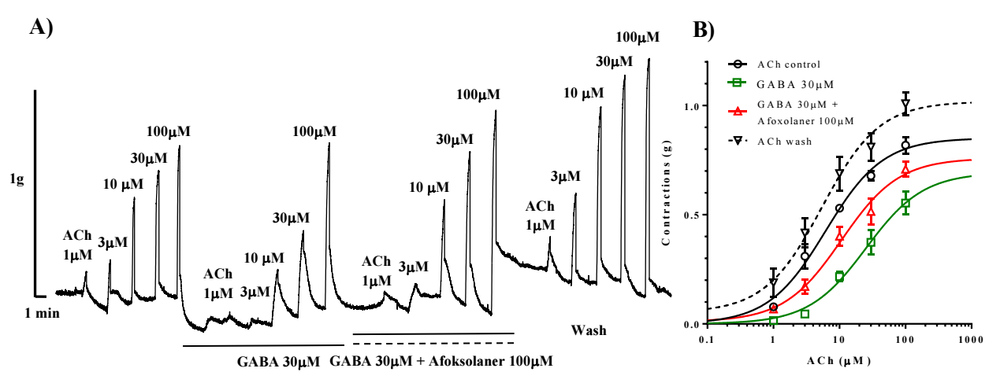 A)
1g
1 min
ACh
1μM
3μM
10 μM
30μM
100μM
ACh
1μM
3μM
10 μM
30μM
100μM
ACh
1μM
3μM
10 μM
30μM
100μM
ACh
1μM
3μM
10 μM
30μM
100μM
GABA 30μM
GABA 30μM + Afoksolaner 100μM
Wash
B)
ACh control
GABA 30μM
GABA 30μM +
Afoxolaner 100μM
ACh wash
Contractions (g)
1.0
0.5
0.0
0.1 1 10 100 1000
ACh (μM)